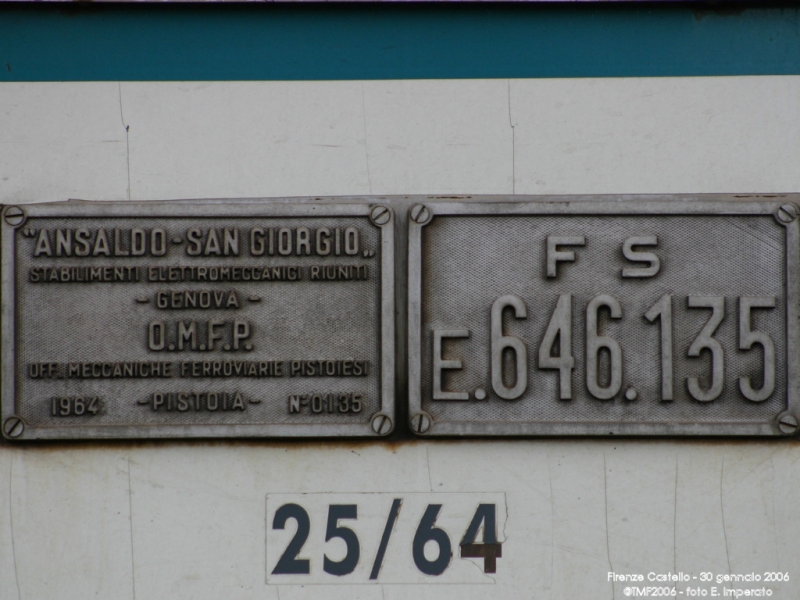 "ANSALDO-SAN GIORGIO„
STABILIMENTI ELETTROMECCANICI RIUNITI
- GENOVA -
O.M.F.P.
OFF. MECCANICHE FERROVIARIE PISTOIESI
1964 - PISTOIA - N° 0135
F S
E.646.135
25/64
Firenze Castello - 30 gennaio 2006
©TMF2006 - foto E. Imperato